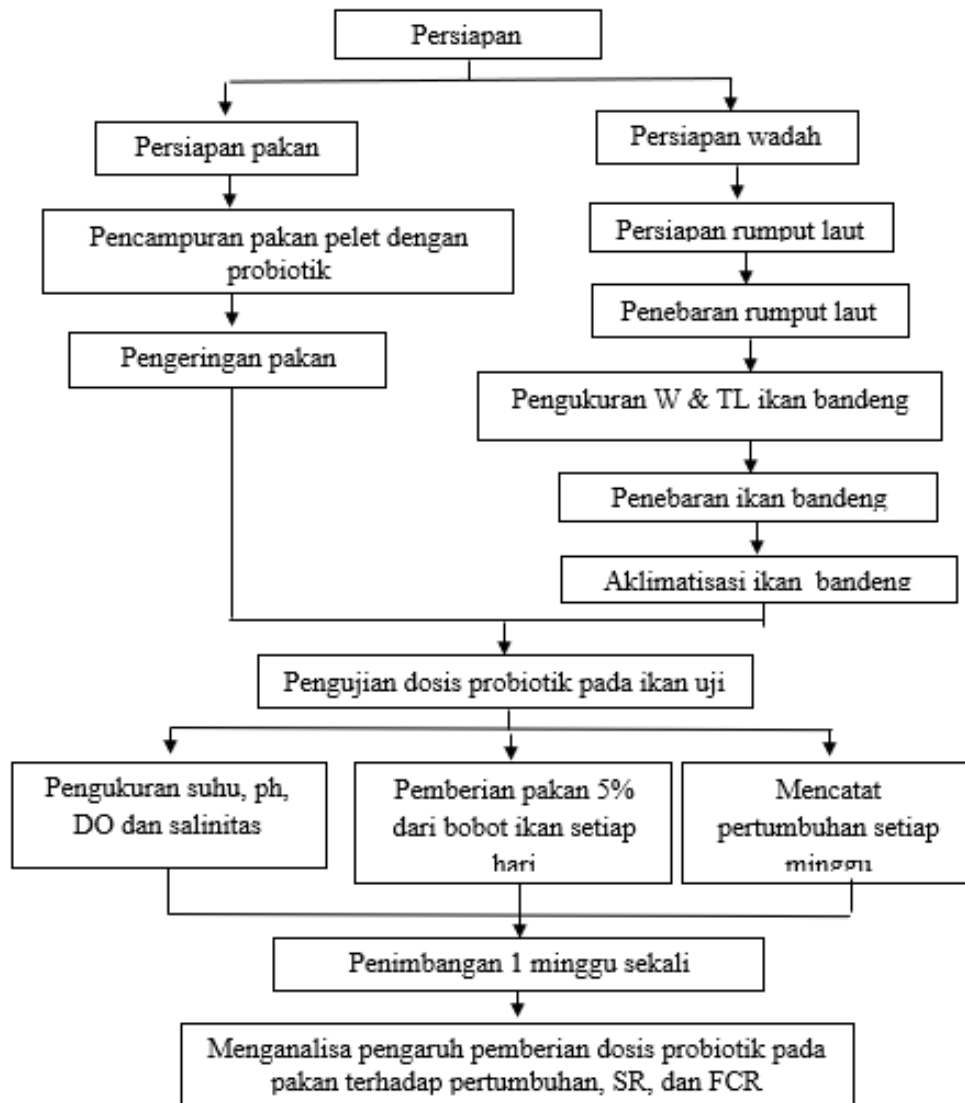 Persiapan
Persiapan pakan
Persiapan wadah
Pencampuran pakan pelet dengan
probiotik
Persiapan rumput laut
Penebaran rumput laut
Pengeringan pakan
Pengukuran W & TL ikan bandeng
Penebaran ikan bandeng
Aklimatisasi ikan bandeng
Pengujian dosis probiotik pada ikan uji
Pengukuran suhu, ph,
DO dan salinitas
Pemberian pakan 5%
dari bobot ikan setiap
hari
Mencatat
pertumbuhan setiap
minggu
Penimbangan 1 minggu sekali
Menganalisa pengaruh pemberian dosis probiotik pada
pakan terhadap pertumbuhan, SR, dan FCR